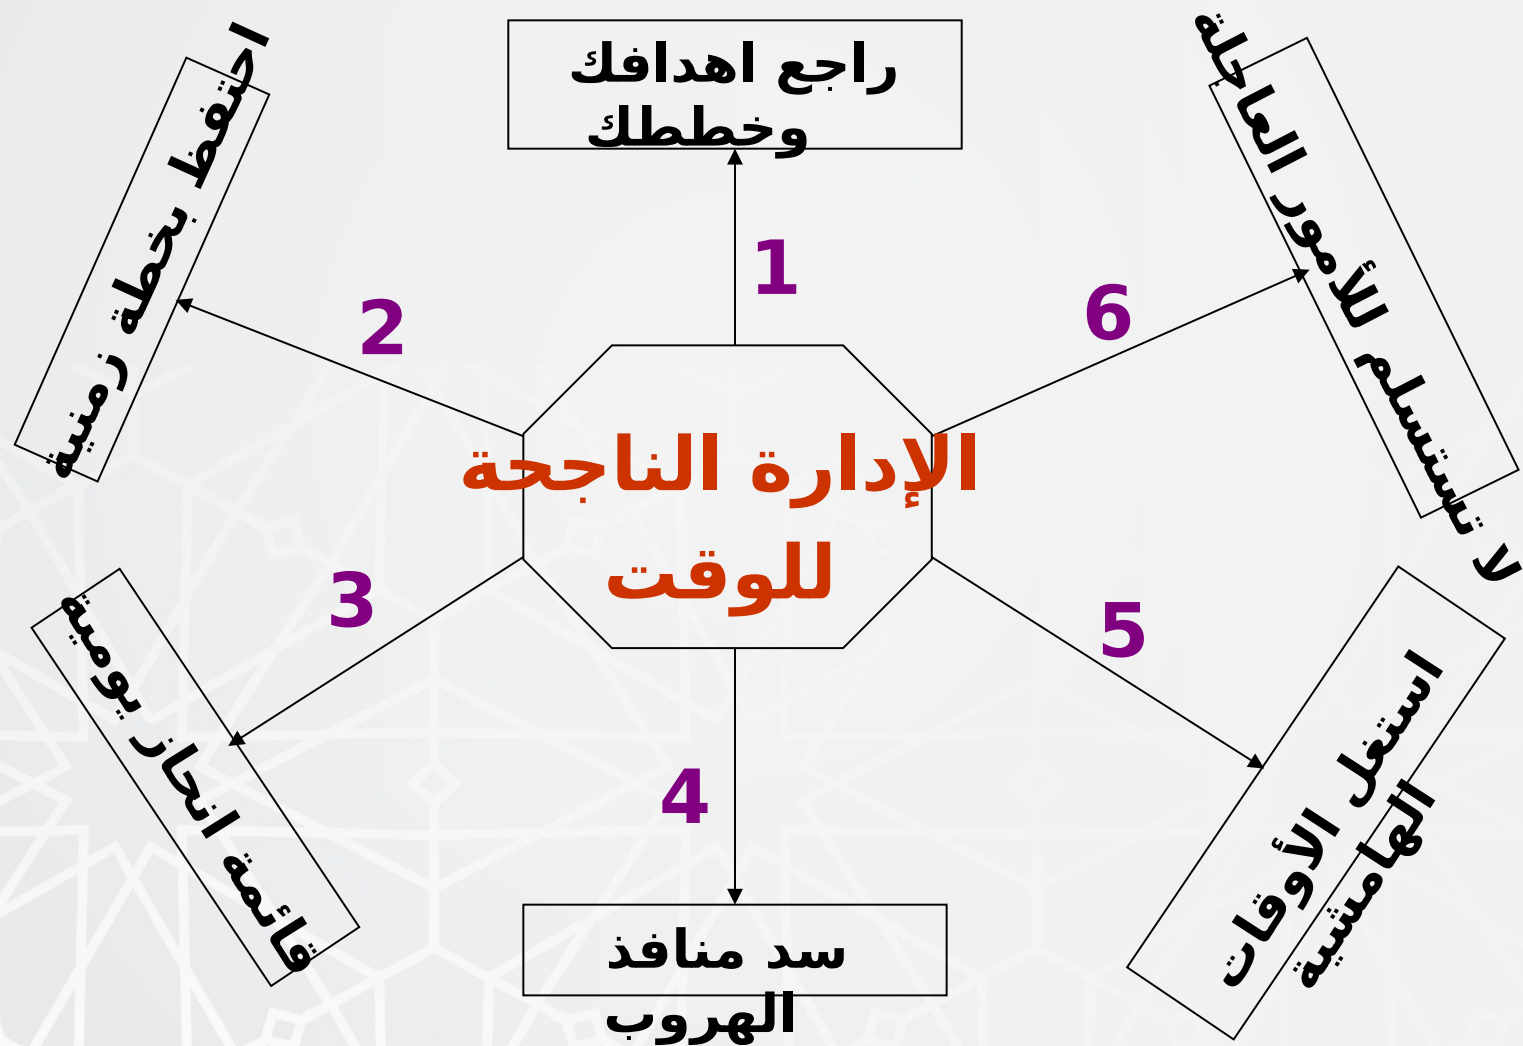 راجع اهدافك
وخططك
1
احتفظ بخطة زمنية
2
لا تستسلم للأمور العاجلة
6
الإدارة الناجحة
للوقت
3
قائمة انحاز يومية
5
استغل الأوقات
الهامشية
4
سد منافذ
الهروب